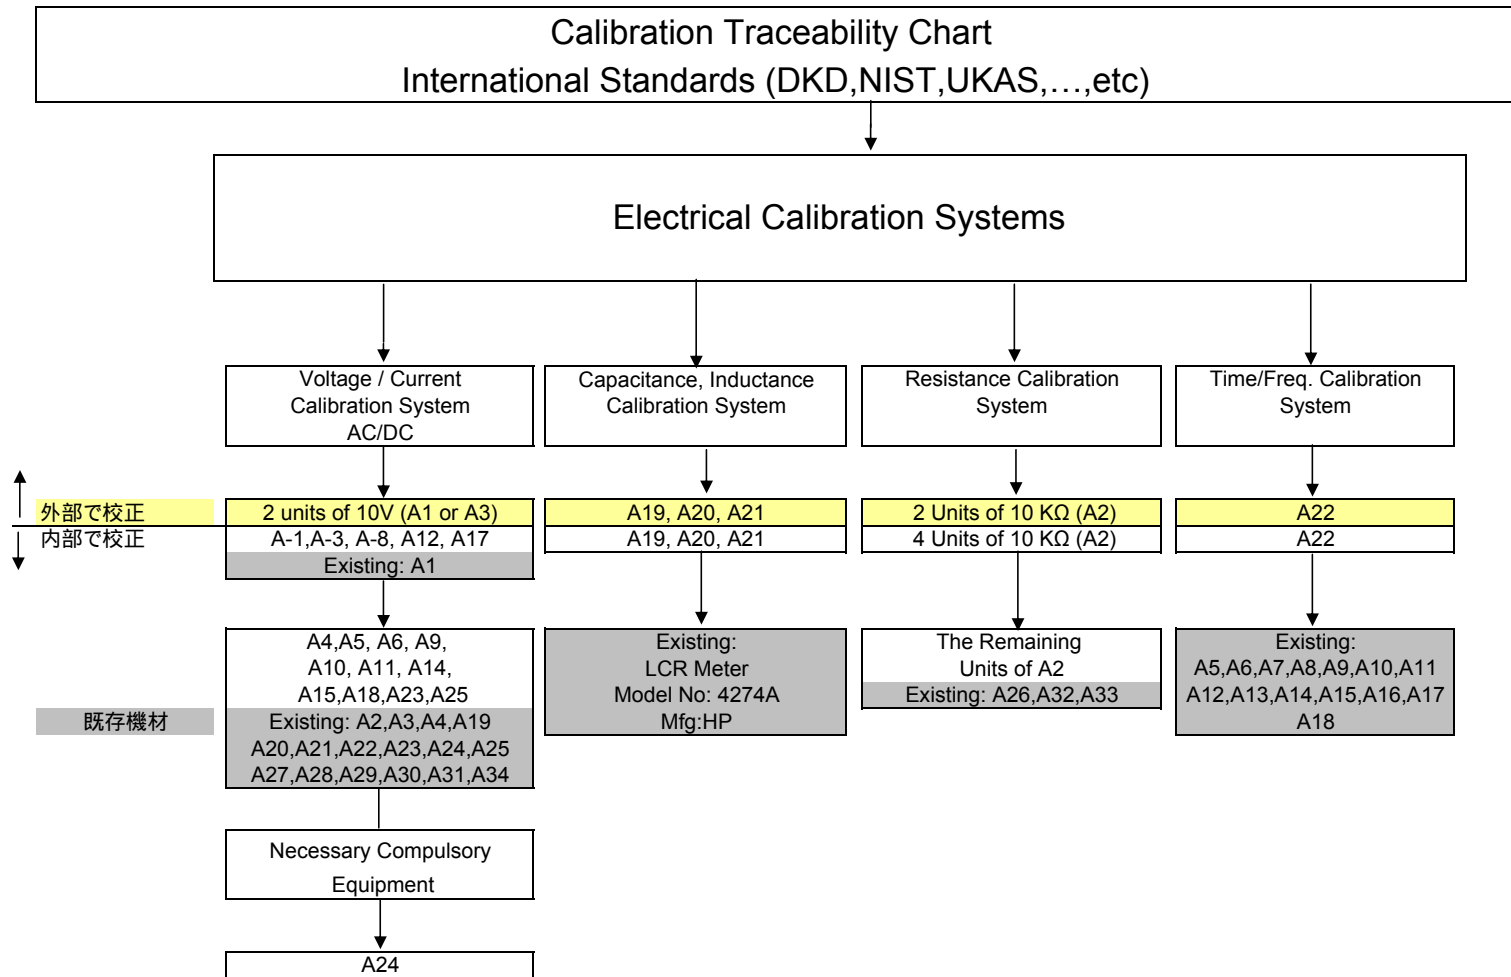 Calibration Traceability Chart
International Standards (DKD,NIST,UKAS,…,etc)
Electrical Calibration Systems
Voltage / Current
Calibration System
AC/DC
Capacitance, Inductance
Calibration System
Resistance Calibration
System
Time/Freq. Calibration
System
外部で校正
2 units of 10V (A1 or A3)
A19, A20, A21
2 Units of 10 KΩ (A2)
A22
内部で校正
A-1,A-3, A-8, A12, A17
A19, A20, A21
4 Units of 10 KΩ (A2)
A22
Existing: A1
A4,A5, A6, A9,
A10, A11, A14,
A15,A18,A23,A25
既存機材
Existing: A2,A3,A4,A19
A20,A21,A22,A23,A24,A25
A27,A28,A29,A30,A31,A34
Existing:
LCR Meter
Model No: 4274A
Mfg:HP
The Remaining
Units of A2
Existing: A26,A32,A33
Existing:
A5,A6,A7,A8,A9,A10,A11
A12,A13,A14,A15,A16,A17
A18
Necessary Compulsory
Equipment
A24